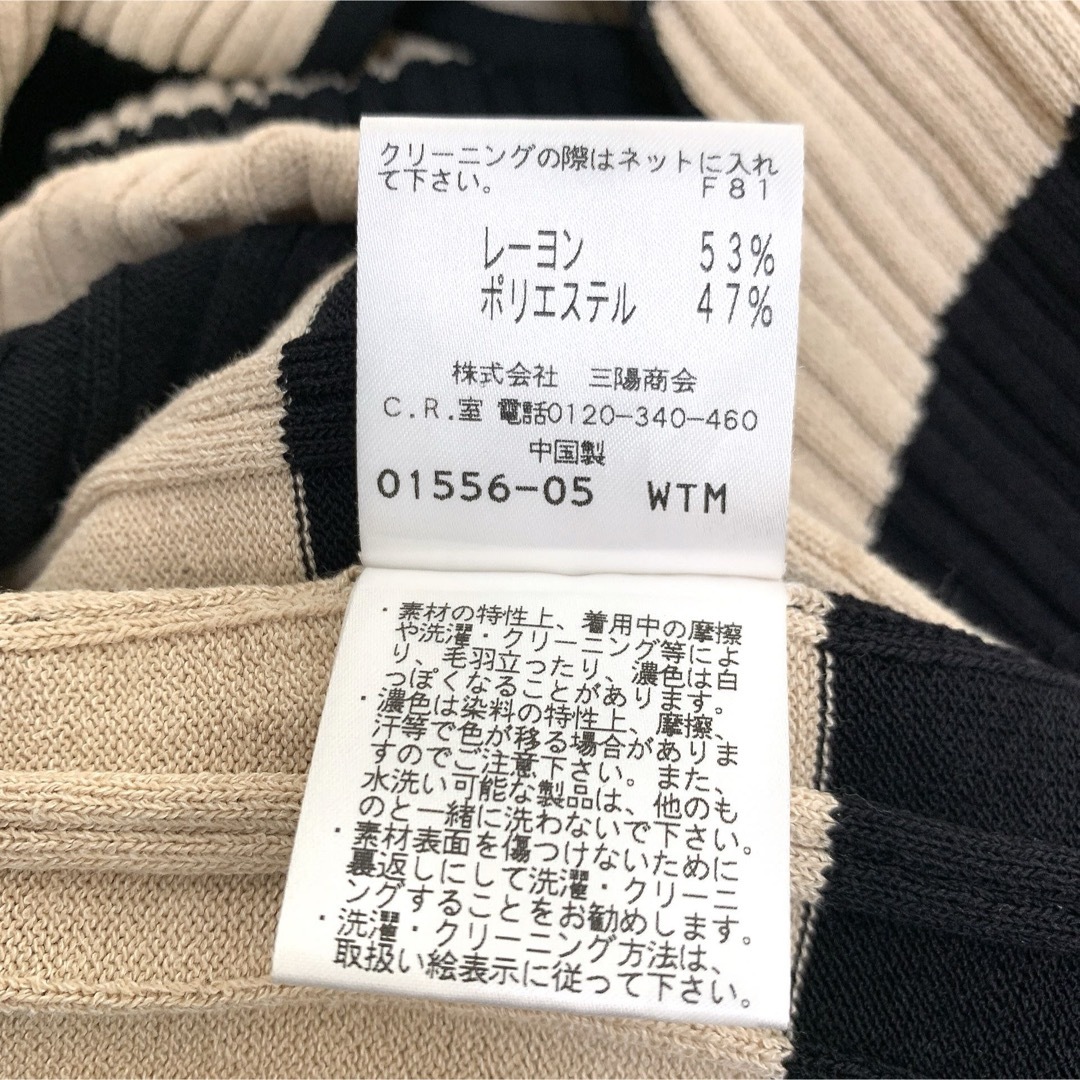 クリーニングの際はネットに入れ
て下さい。 F81
レーヨン 53%
ポリエステル 47%
株式会社 三陽商会
C.R.室 電話0120-340-460
中国製
01556-05 WTM
・素材の特性上、着用中の摩擦
や洗濯・クリーニング等によ
り、毛羽立ったり、濃色は白
っぽくなることがあります。
・濃色は染料の特性上、摩擦、
汗等で色が移る場合がありま
すのでご注意下さい。また、
水洗い可能な製品は、他のも
のと一緒に洗わないで下さい。
・素材表面を傷つけないために
裏返しにして洗濯・クリーニ
ングすることをお勧めします。
・洗濯・クリーニング方法は、
取扱い絵表示に従って下さい。